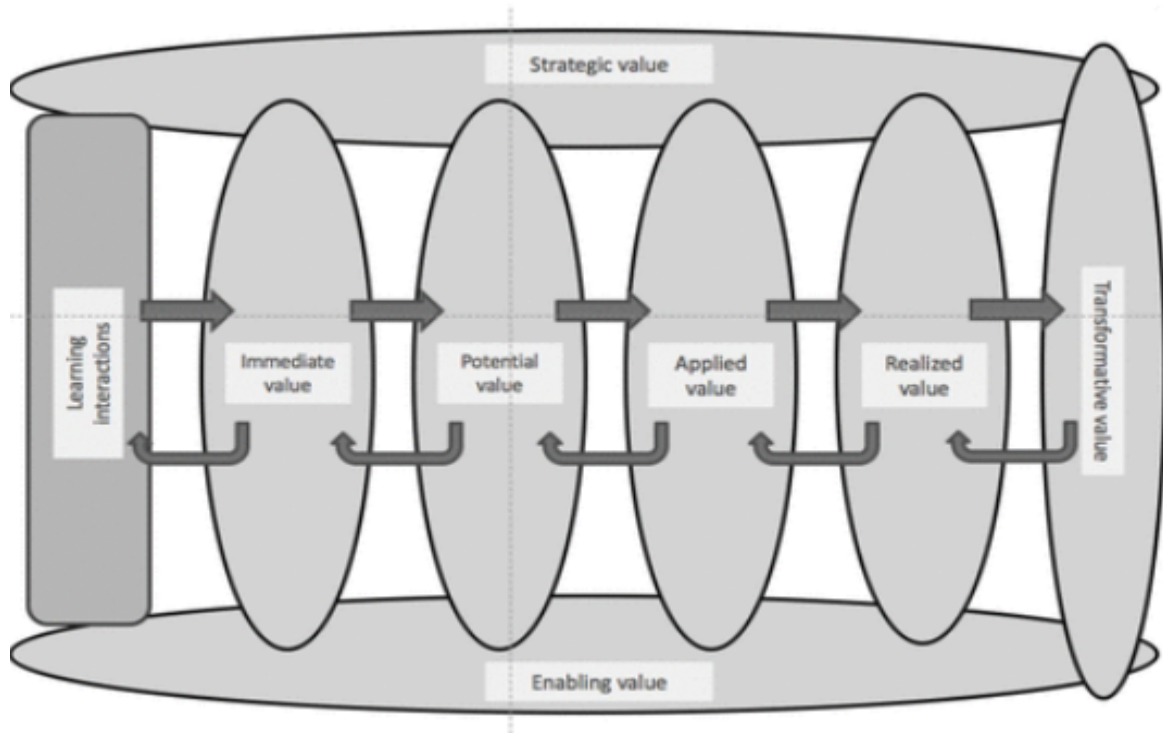 Strategic value
Learning
interactions
Immediate
value
Potential
value
Applied
value
Realized
value
Transformative value
Enabling value